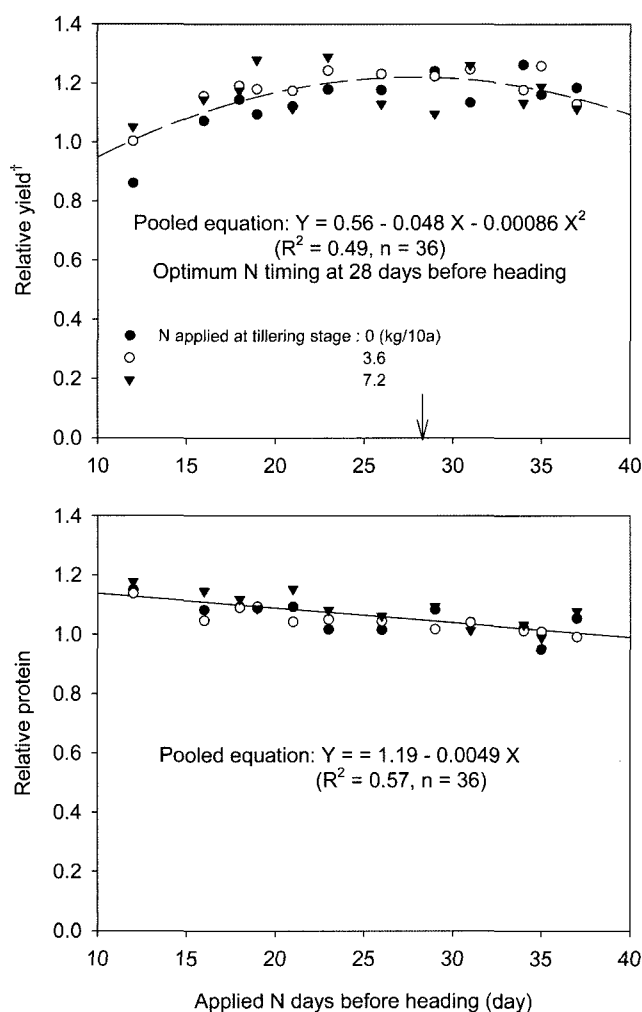 1.4
1.2
1.0
0.8
0.6
0.4
0.2
0.0
Relative yield†
Pooled equation: Y = 0.56 - 0.048 X - 0.00086 X²
(R² = 0.49, n = 36)
Optimum N timing at 28 days before heading
N applied at tillering stage : 0 (kg/10a)
3.6
7.2
10 15 20 25 30 35 40
1.4
1.2
1.0
0.8
0.6
0.4
0.2
0.0
Relative protein
Pooled equation: Y = = 1.19 - 0.0049 X
(R² = 0.57, n = 36)
10 15 20 25 30 35 40
Applied N days before heading (day)